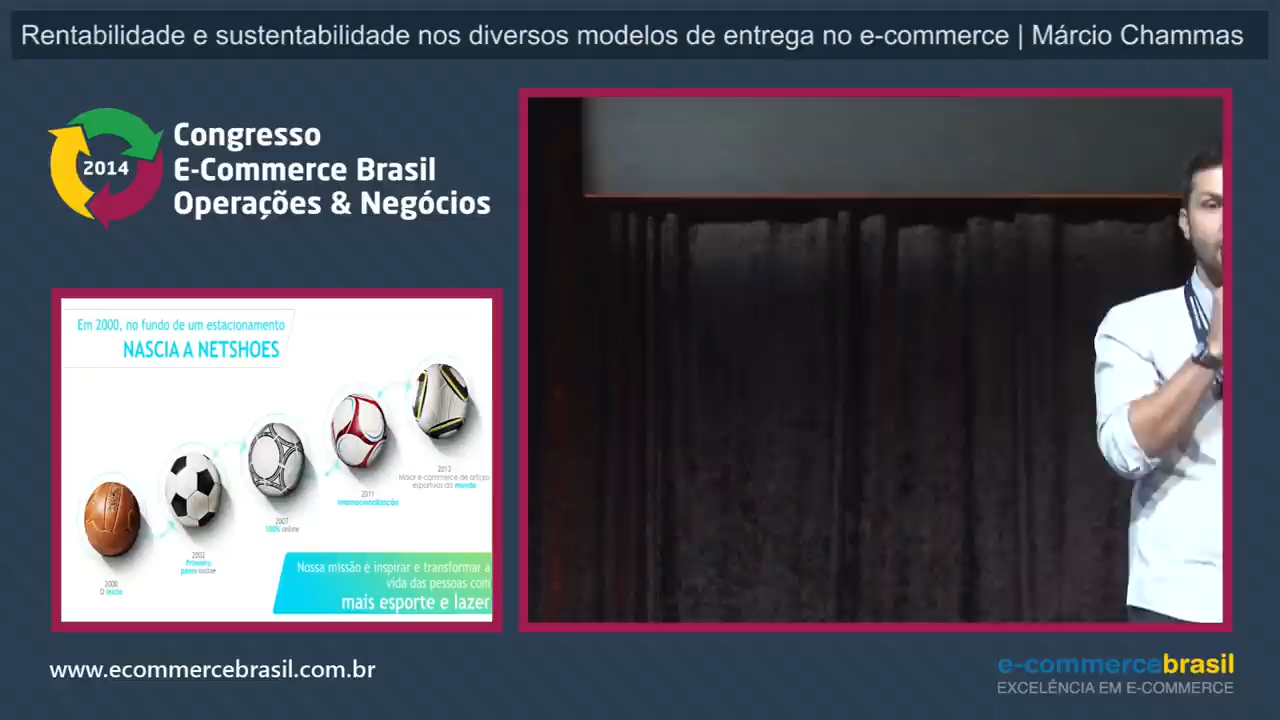 Rentabilidade e sustentabilidade nos diversos modelos de entrega no e-commerce | Márcio Chammas
2014
Congresso
E-Commerce Brasil
Operações & Negócios
Em 2000, no fundo de um estacionamento
NASCIA A NETSHOES
2013
Maior e-commerce de artigos
esportivos do mundo
2011
Internacionalização
2007
100% online
2002
Primeiro
passo online
2000
O início
Nossa missão é inspirar e transformar a
vida das pessoas com
mais esporte e lazer
www.ecommercebrasil.com.br
e-commercebrasil
EXCELÊNCIA EM E-COMMERCE